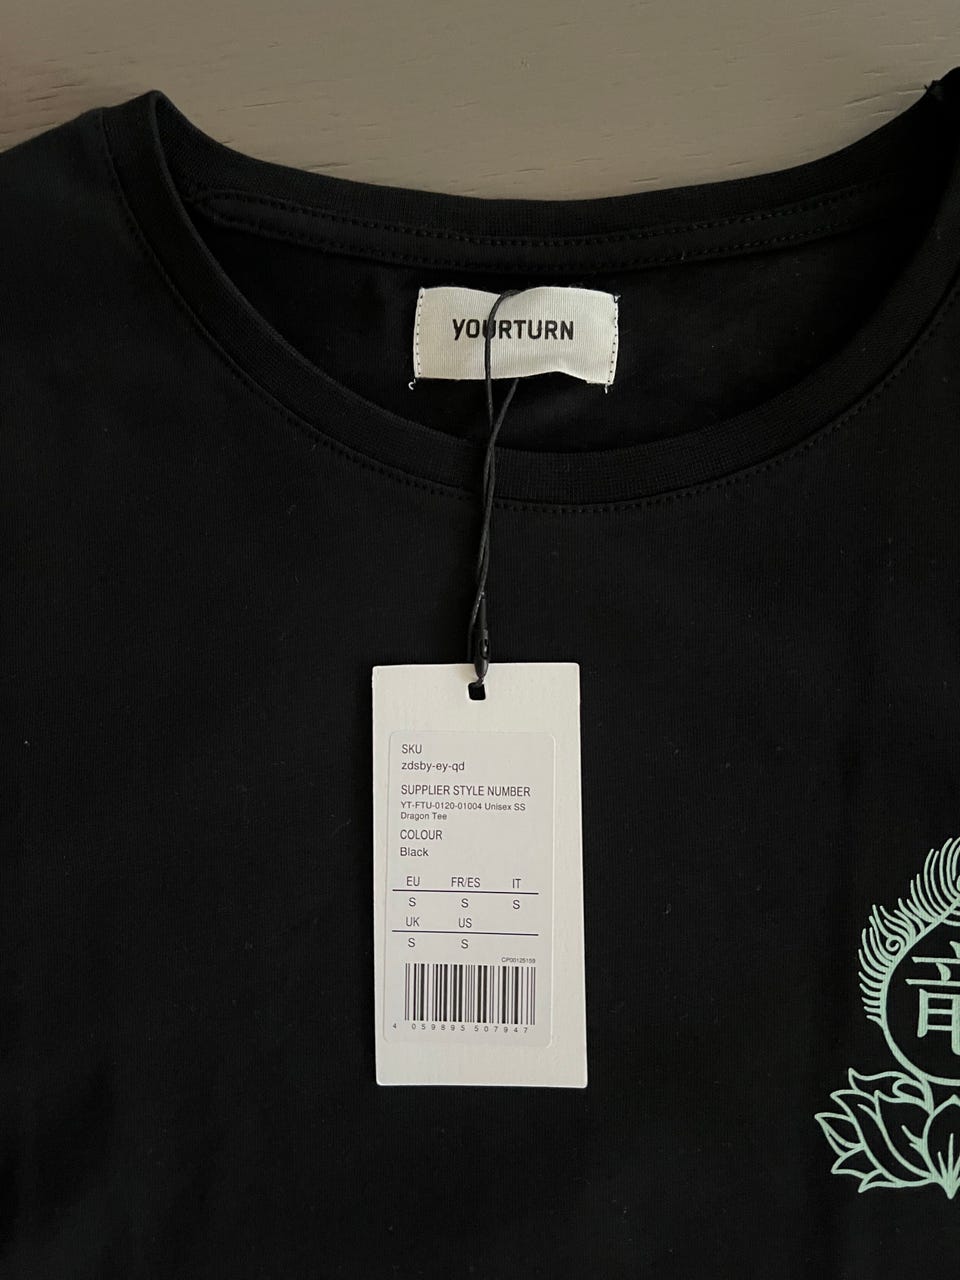 YOURTURN
SKU
zdsby-ey-qd
SUPPLIER STYLE NUMBER
YT-FTU-0120-01004 Unisex SS
Dragon Tee
COLOUR
Black
EU FR/ES IT
S S S
UK US
S S
CP00125159
4 059895 507947